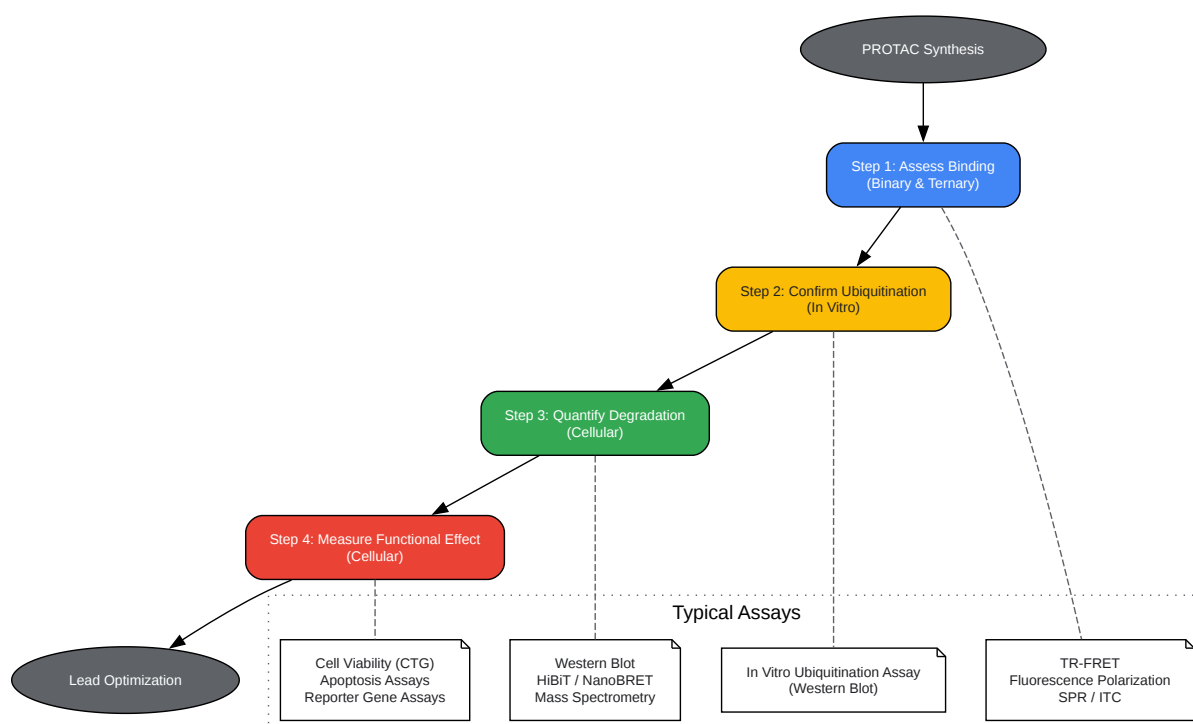 PROTAC Synthesis
Step 1: Assess Binding
(Binary & Ternary)
Step 2: Confirm Ubiquitination
(In Vitro)
Step 3: Quantify Degradation
(Cellular)
Step 4: Measure Functional Effect
(Cellular)
Typical Assays
Lead Optimization
Cell Viability (CTG)
Apoptosis Assays
Reporter Gene Assays
Western Blot
HiBiT / NanoBRET
Mass Spectrometry
In Vitro Ubiquitination Assay
(Western Blot)
TR-FRET
Fluorescence Polarization
SPR / ITC